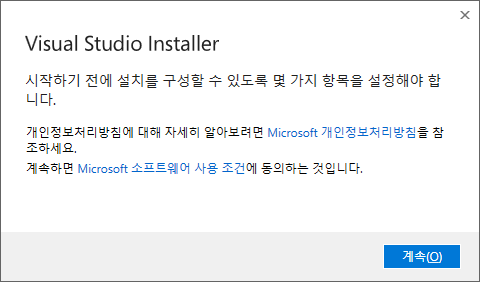 Visual Studio Installer
시작하기 전에 설치를 구성할 수 있도록 몇 가지 항목을 설정해야 합
니다.
개인정보처리방침에 대해 자세히 알아보려면 Microsoft 개인정보처리방침을 참
조하세요.
계속하면 Microsoft 소프트웨어 사용 조건에 동의하는 것입니다.
계속(O)